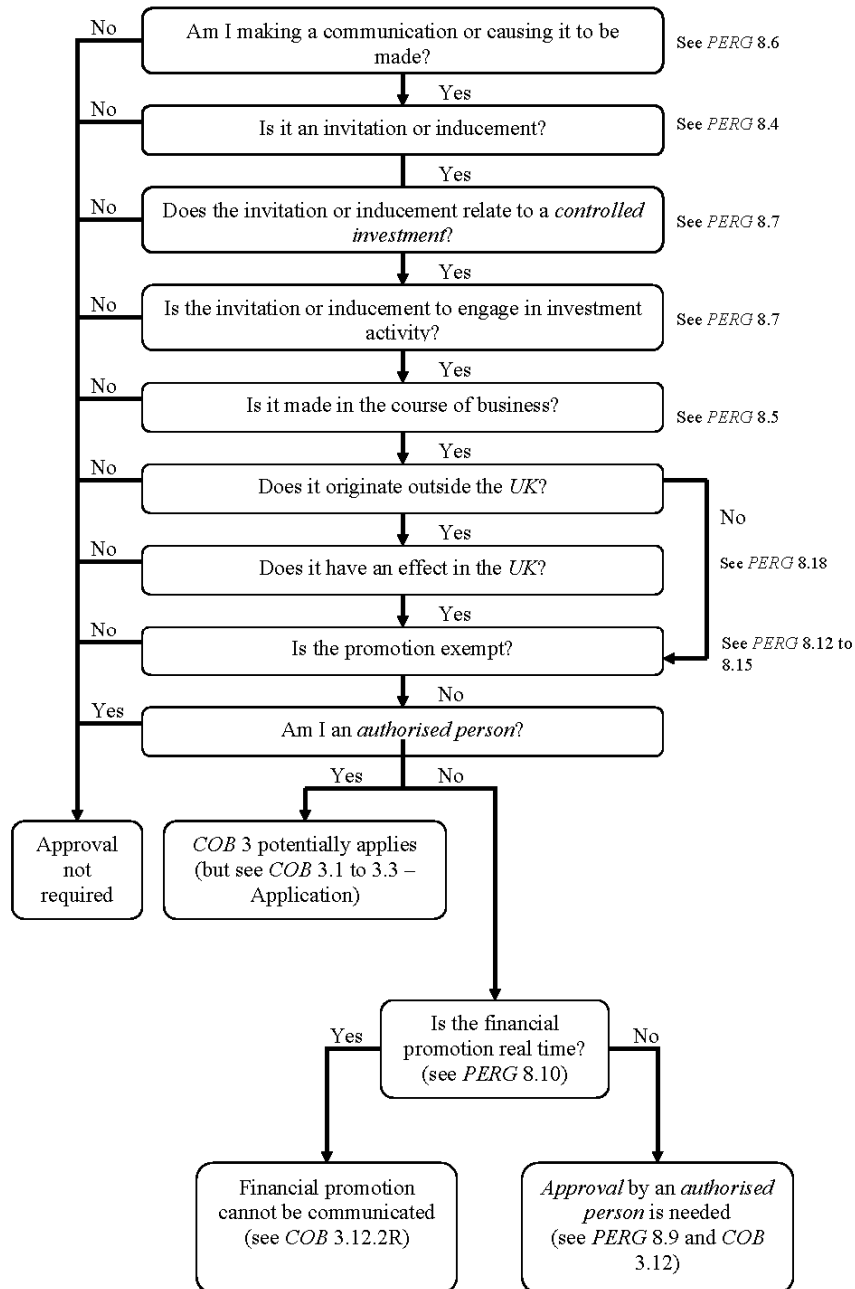 No
Am I making a communication or causing it to be
made?
See PERG 8.6
Yes
No
Is it an invitation or inducement?
See PERG 8.4
Yes
No
Does the invitation or inducement relate to a controlled
investment?
See PERG 8.7
Yes
No
Is the invitation or inducement to engage in investment
activity?
See PERG 8.7
Yes
No
Is it made in the course of business?
See PERG 8.5
Yes
No
Does it originate outside the UK?
No
Yes
No
Does it have an effect in the UK?
See PERG 8.18
Yes
No
Is the promotion exempt?
See PERG 8.12 to
8.15
No
Yes
Am I an authorised person?
Yes
No
Approval
not
required
COB 3 potentially applies
(but see COB 3.1 to 3.3 –
Application)
Yes
Is the financial
promotion real time?
(see PERG 8.10)
No
Financial promotion
cannot be communicated
(see COB 3.12.2R)
Approval by an authorised
person is needed
(see PERG 8.9 and COB
3.12)